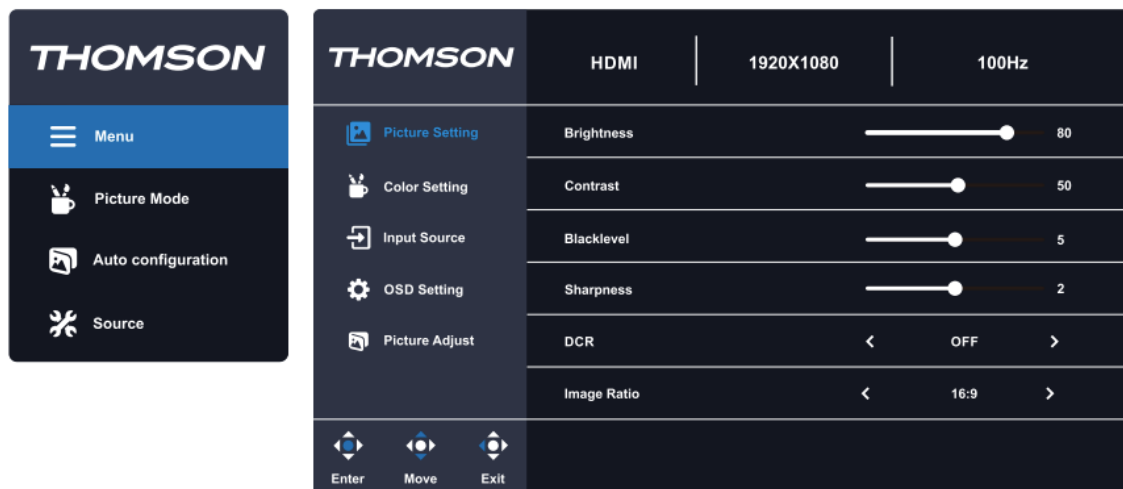 THOMSON
Menu
Picture Mode
Auto configuration
Source
THOMSON
HDMI 1920X1080 100Hz
Picture Setting
Color Setting
Input Source
OSD Setting
Picture Adjust
Brightness 80
Contrast 50
Blacklevel 5
Sharpness 2
DCR OFF
Image Ratio 16:9
Enter Move Exit